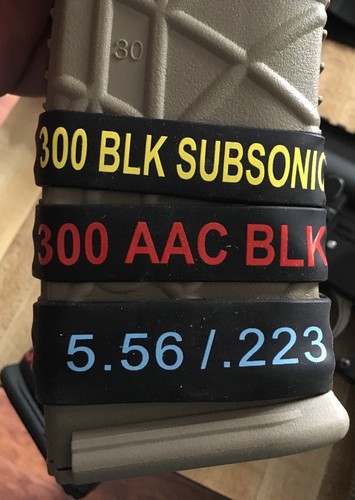 30
300 BLK SUBSONIC
300 AAC BLK
5.56 /.223